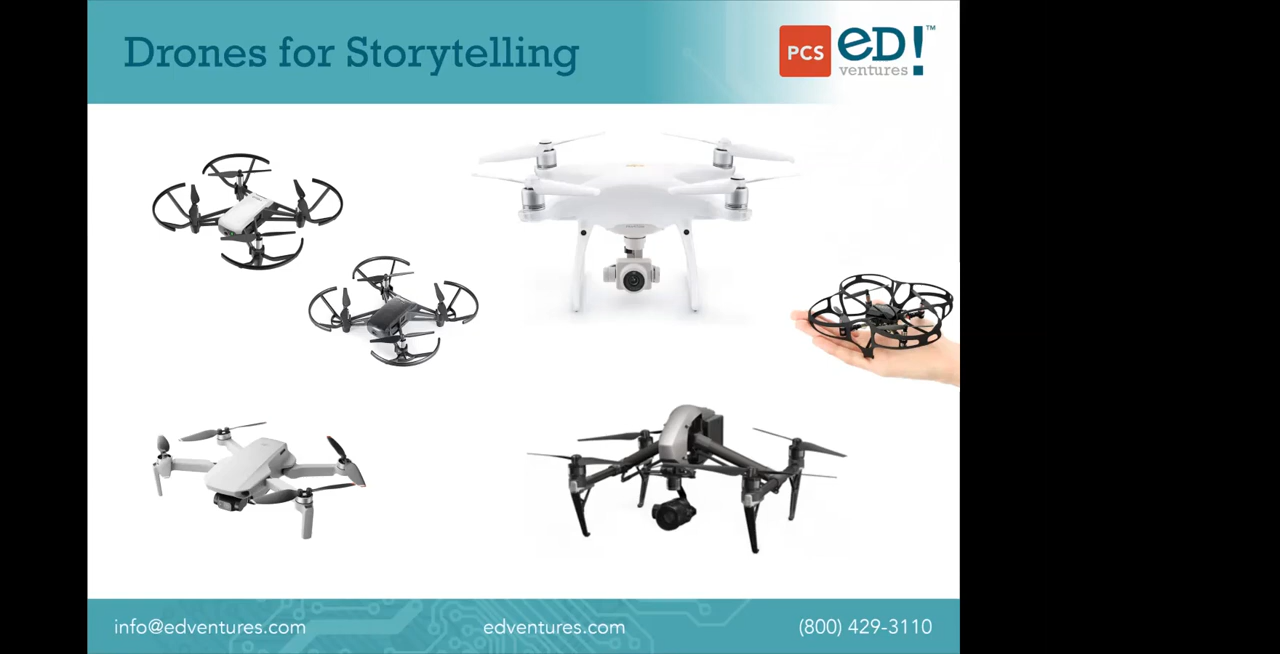 Drones for Storytelling
PCS
eD!™
ventures
info@edventures.com
edventures.com
(800) 429-3110